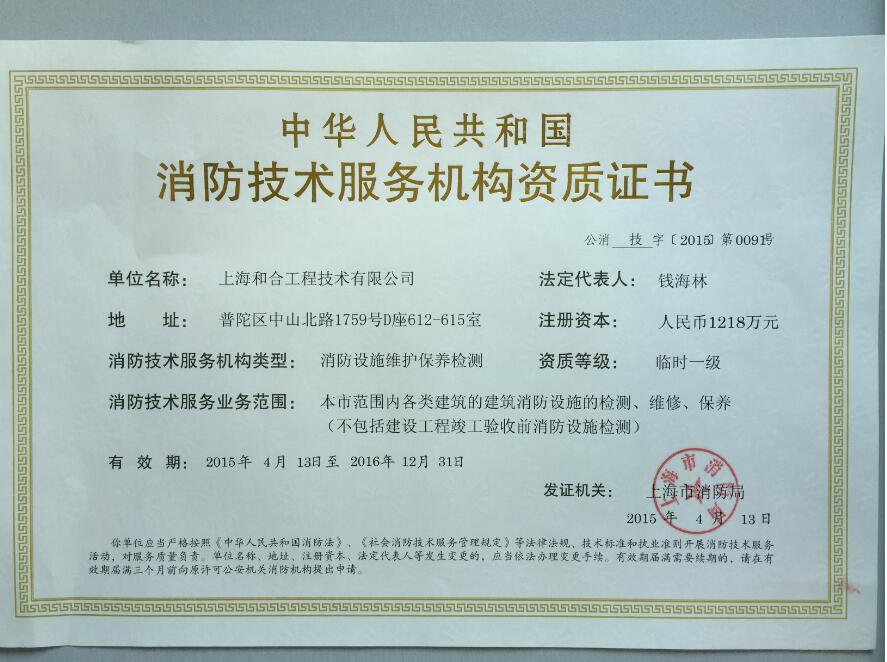 中华人民共和国
消防技术服务机构资质证书
公消 技 字〔2015〕第0091号
单位名称： 上海和合工程技术有限公司 法定代表人： 钱海林
地 址： 普陀区中山北路1759号D座612-615室 注册资本： 人民币1218万元
消防技术服务机构类型： 消防设施维护保养检测 资质等级： 临时一级
消防技术服务业务范围： 本市范围内各类建筑的建筑消防设施的检测、维修、保养
（不包括建设工程竣工验收前消防设施检测）
有 效 期： 2015年 4月 13日至 2016年 12月 31日
发证机关： 上海市消防局
2015 年 4 月 13 日
你单位应当严格按照《中华人民共和国消防法》、《社会消防技术服务管理规定》等法律法规、技术标准和执业准则开展消防技术服务
活动，对服务质量负责。单位名称、地址、注册资本、法定代表人等发生变更的，应当依法办理变更手续。有效期届满需要续期的，请在有
效期届满三个月前向原许可公安机关消防机构提出申请。
上海市消防局